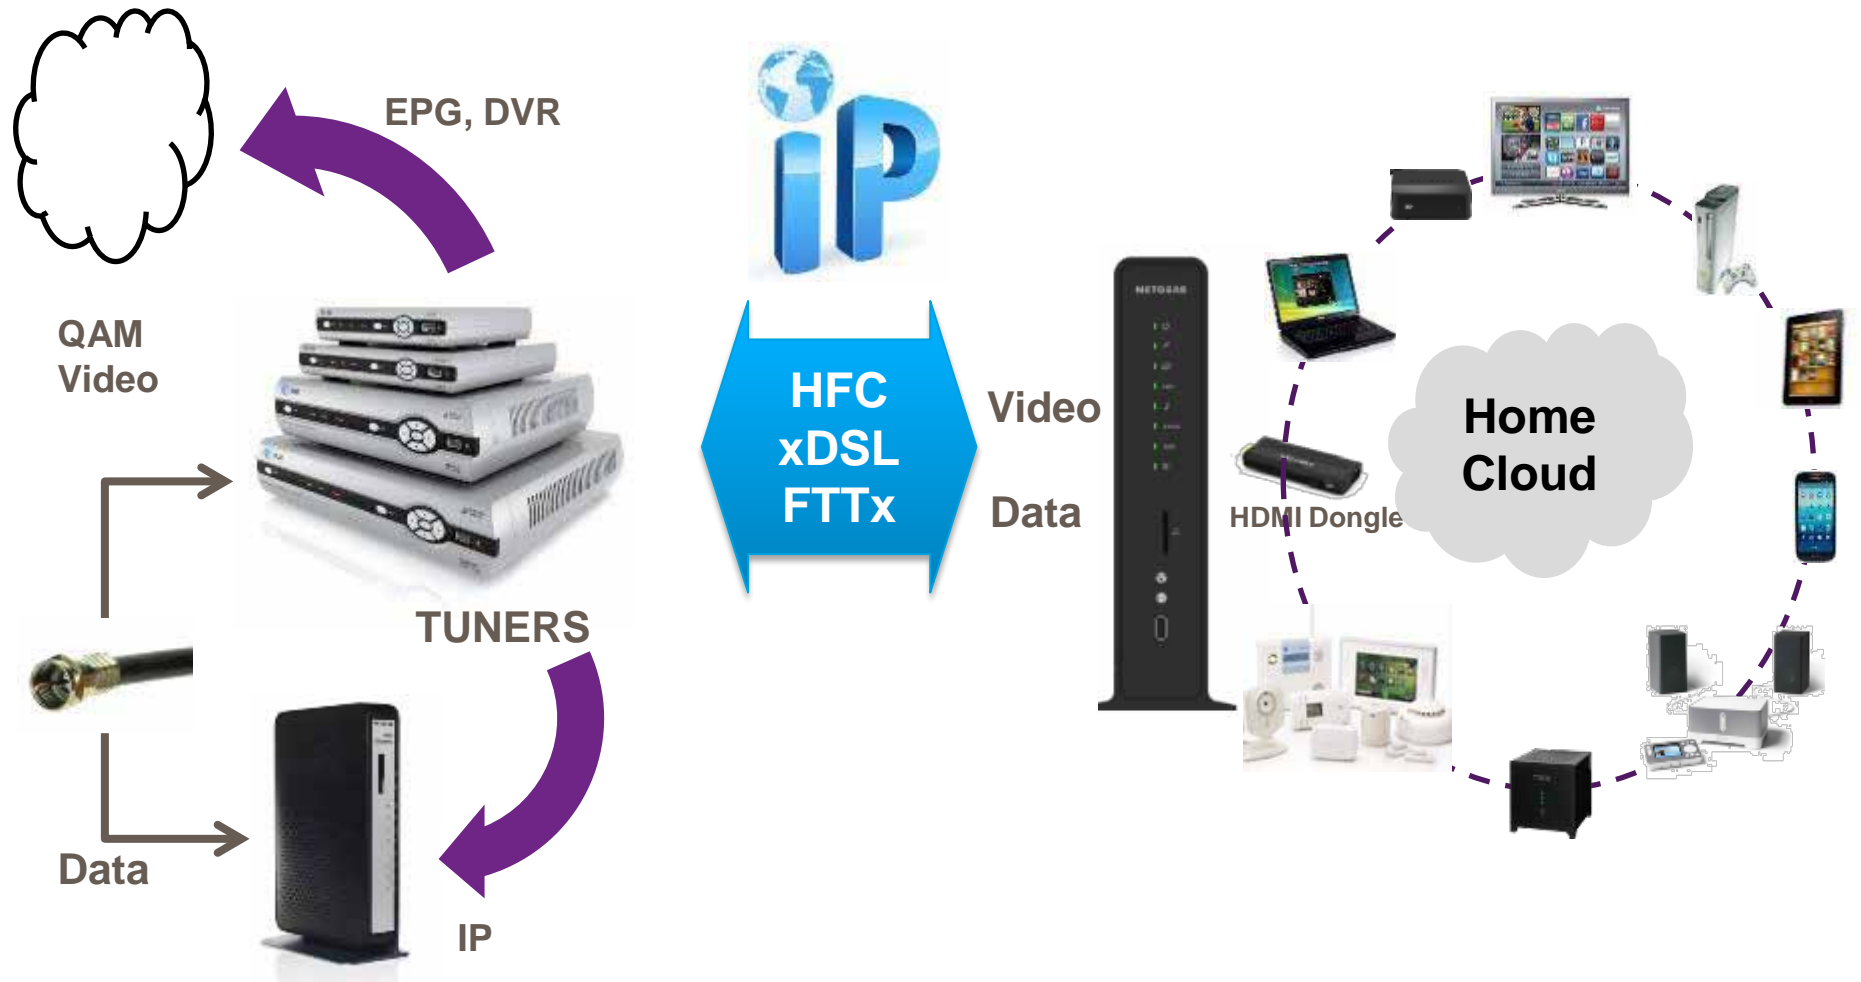 EPG, DVR
iP
QAM
Video
TUNERS
Data
IP
HFC
xDSL
FTTx
Video
Data
NETGEAR
HDMI Dongle
Home
Cloud